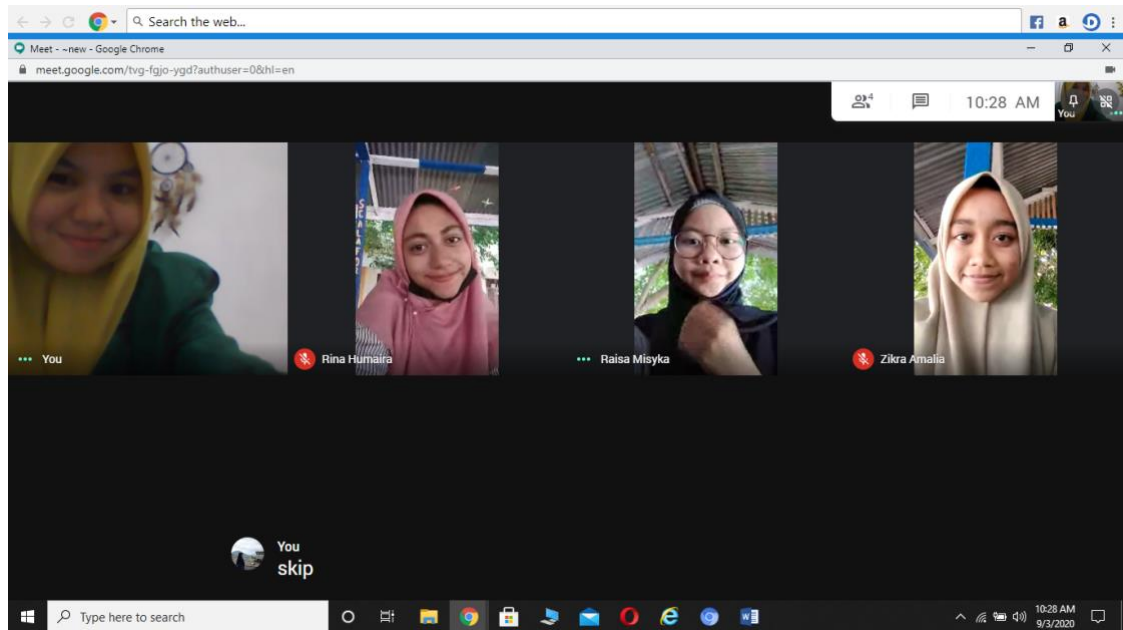 Search the web...
Meet - ~new - Google Chrome
meet.google.com/tvg-fgjo-ygd?authuser=0&hl=en
4
10:28 AM
You
You
Rina Humaira
Raisa Misyka
Zikra Amalia
You
skip
Type here to search
10:28 AM
9/3/2020